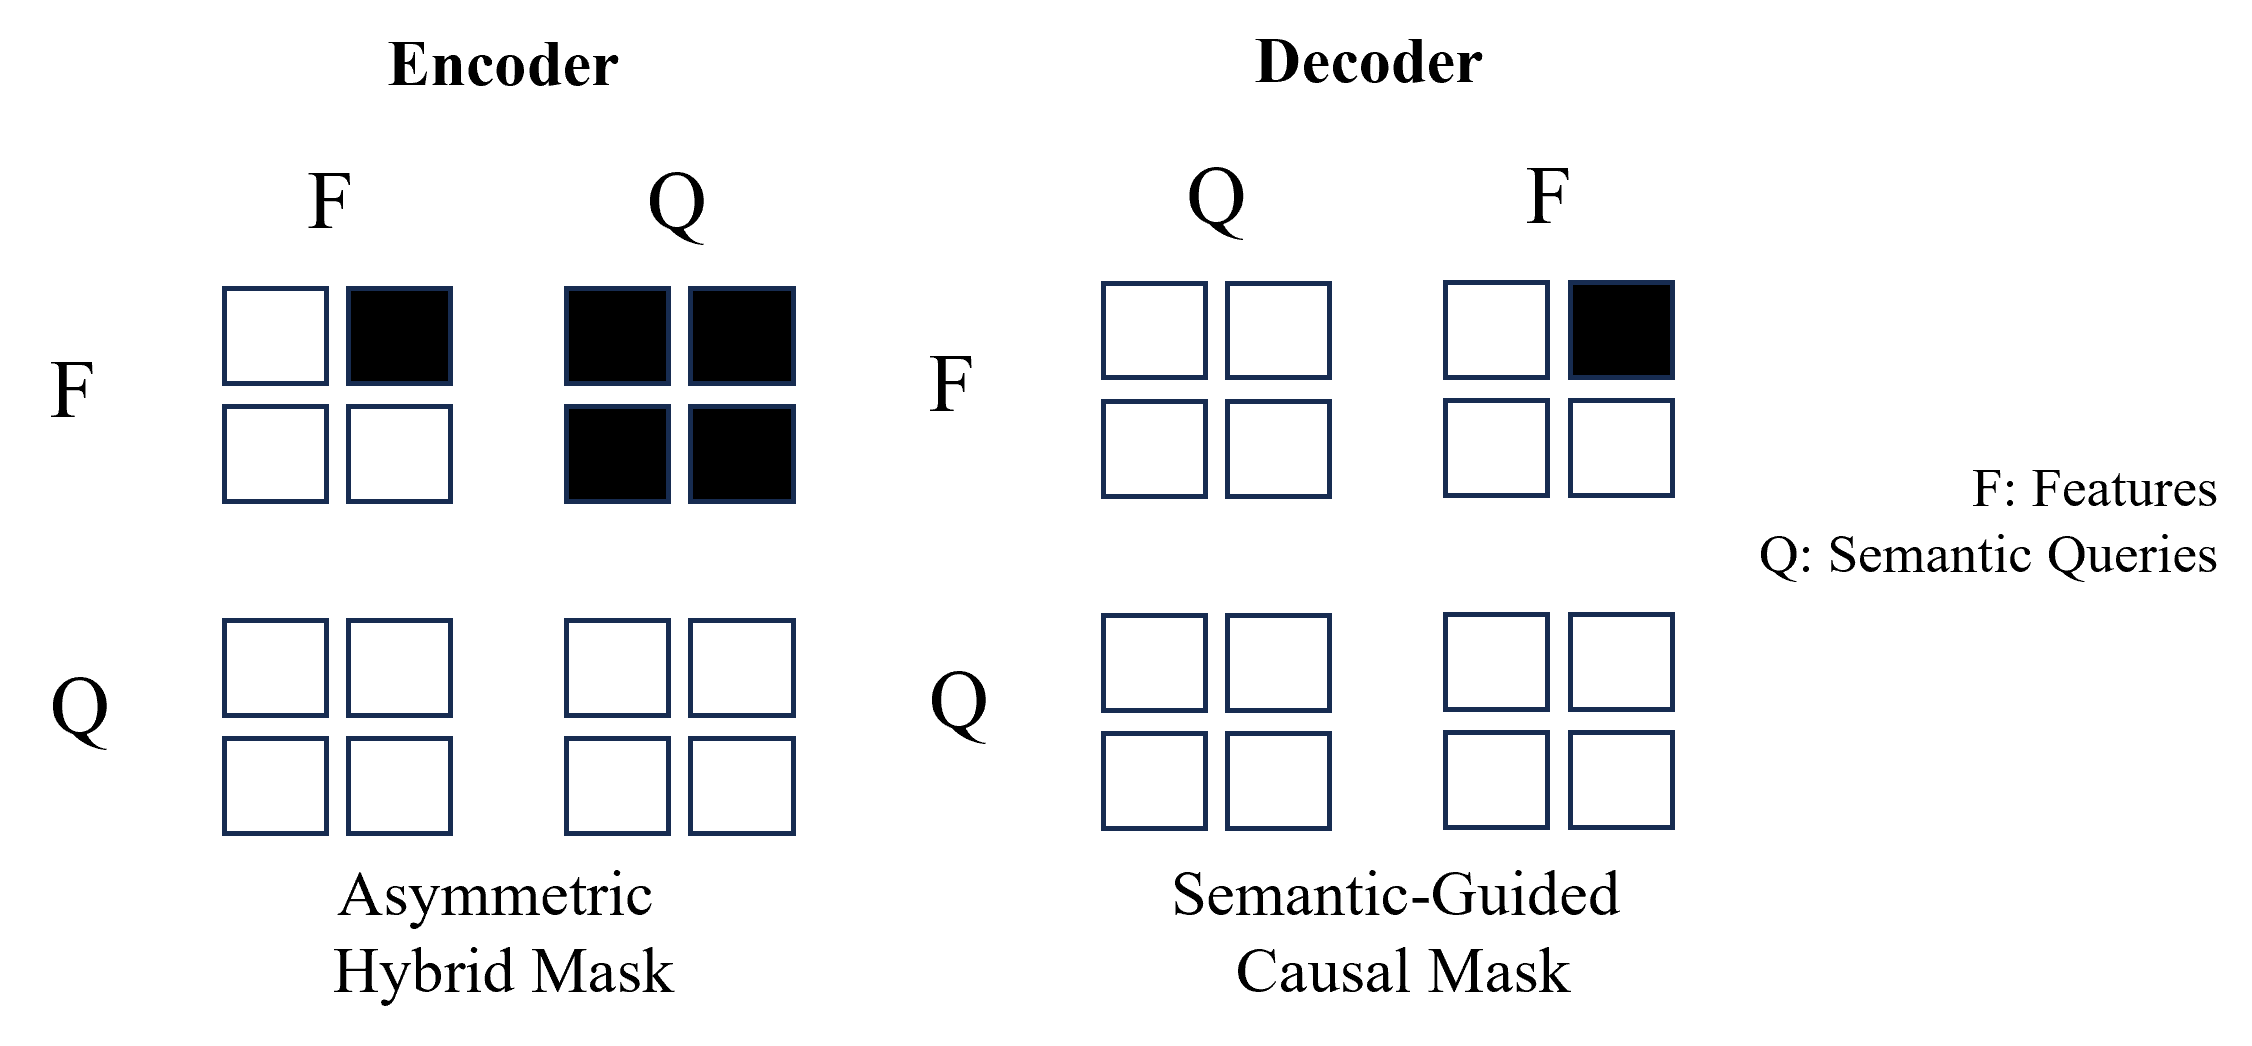 Encoder
Decoder
F
Q
Q
F
F
F
F: Features
Q: Semantic Queries
Q
Q
Asymmetric
Hybrid Mask
Semantic-Guided
Causal Mask